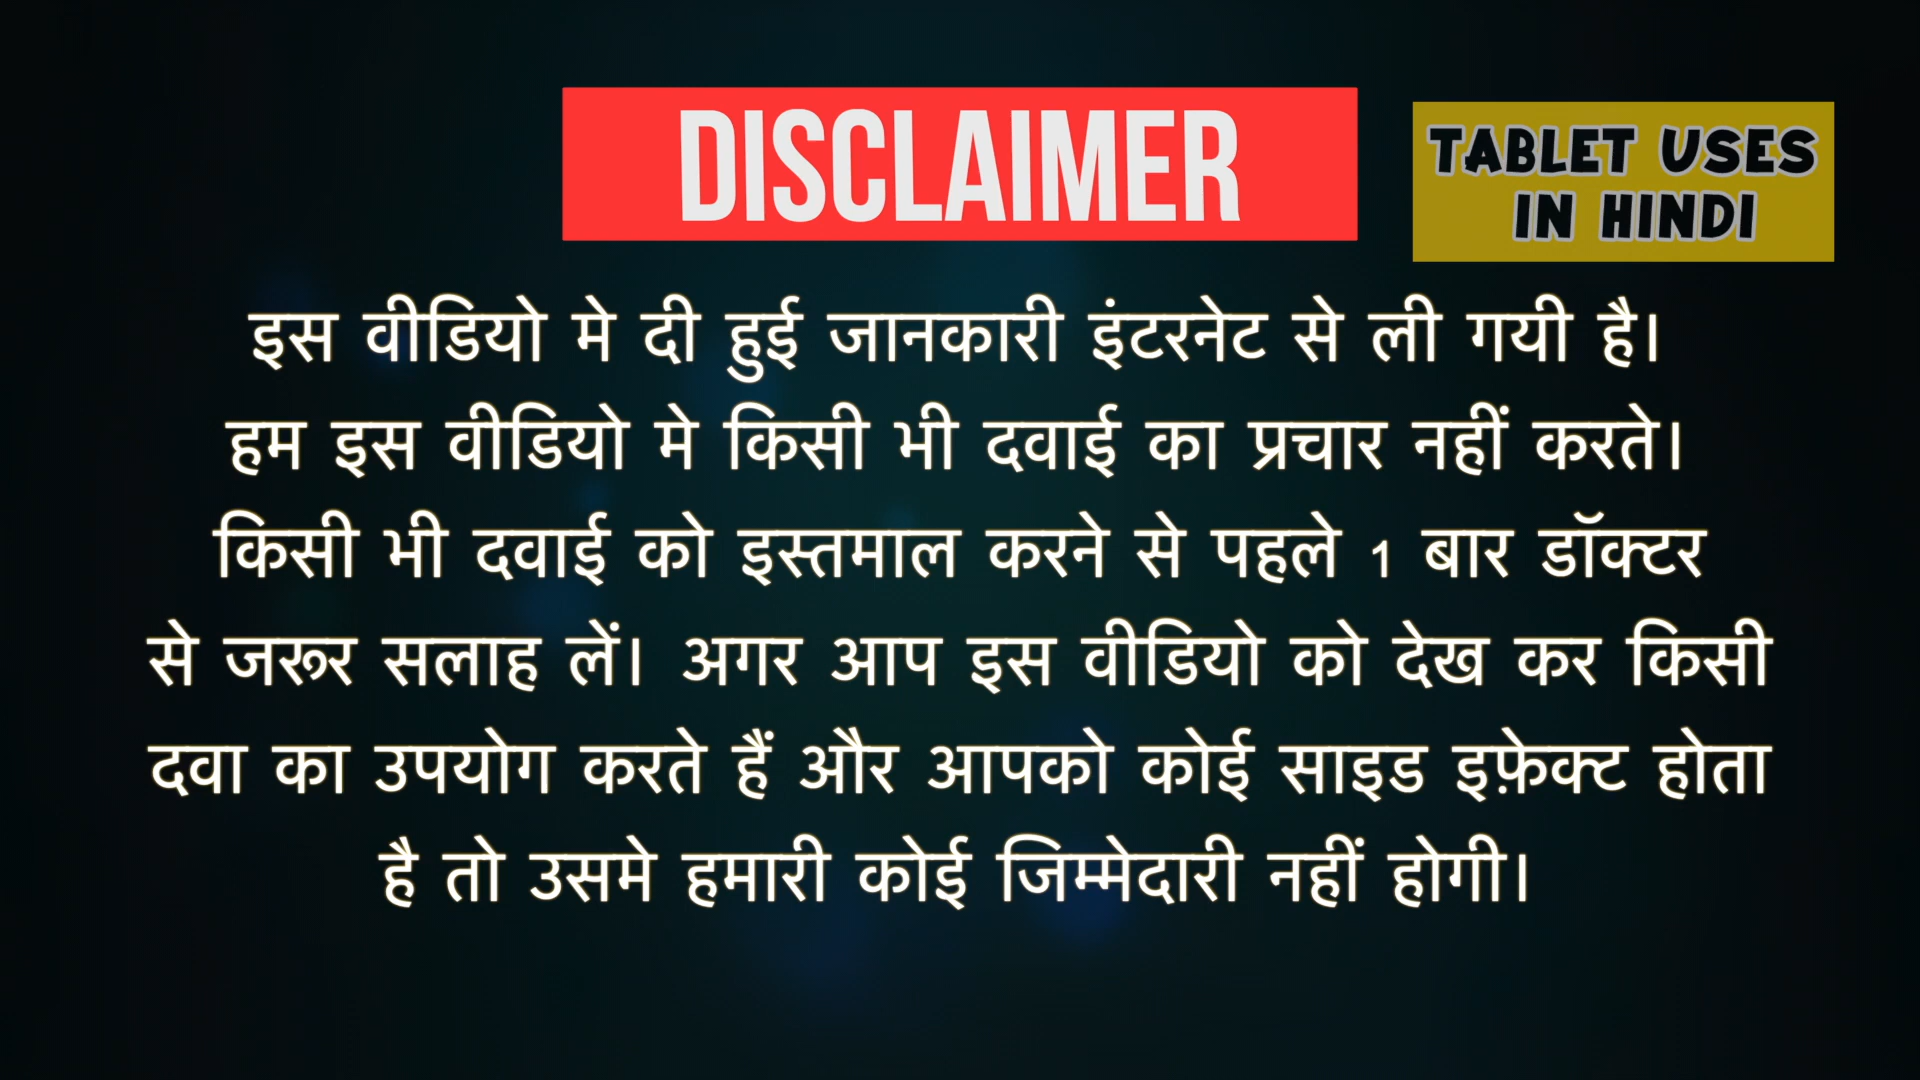 DISCLAIMER
TABLET USES
IN HINDI
इस वीडियो मे दी हुई जानकारी इंटरनेट से ली गयी है।
हम इस वीडियो मे किसी भी दवाई का प्रचार नहीं करते।
किसी भी दवाई को इस्तमाल करने से पहले 1 बार डॉक्टर
से जरूर सलाह लें। अगर आप इस वीडियो को देख कर किसी
दवा का उपयोग करते हैं और आपको कोई साइड इफ़ेक्ट होता
है तो उसमे हमारी कोई जिम्मेदारी नहीं होगी।